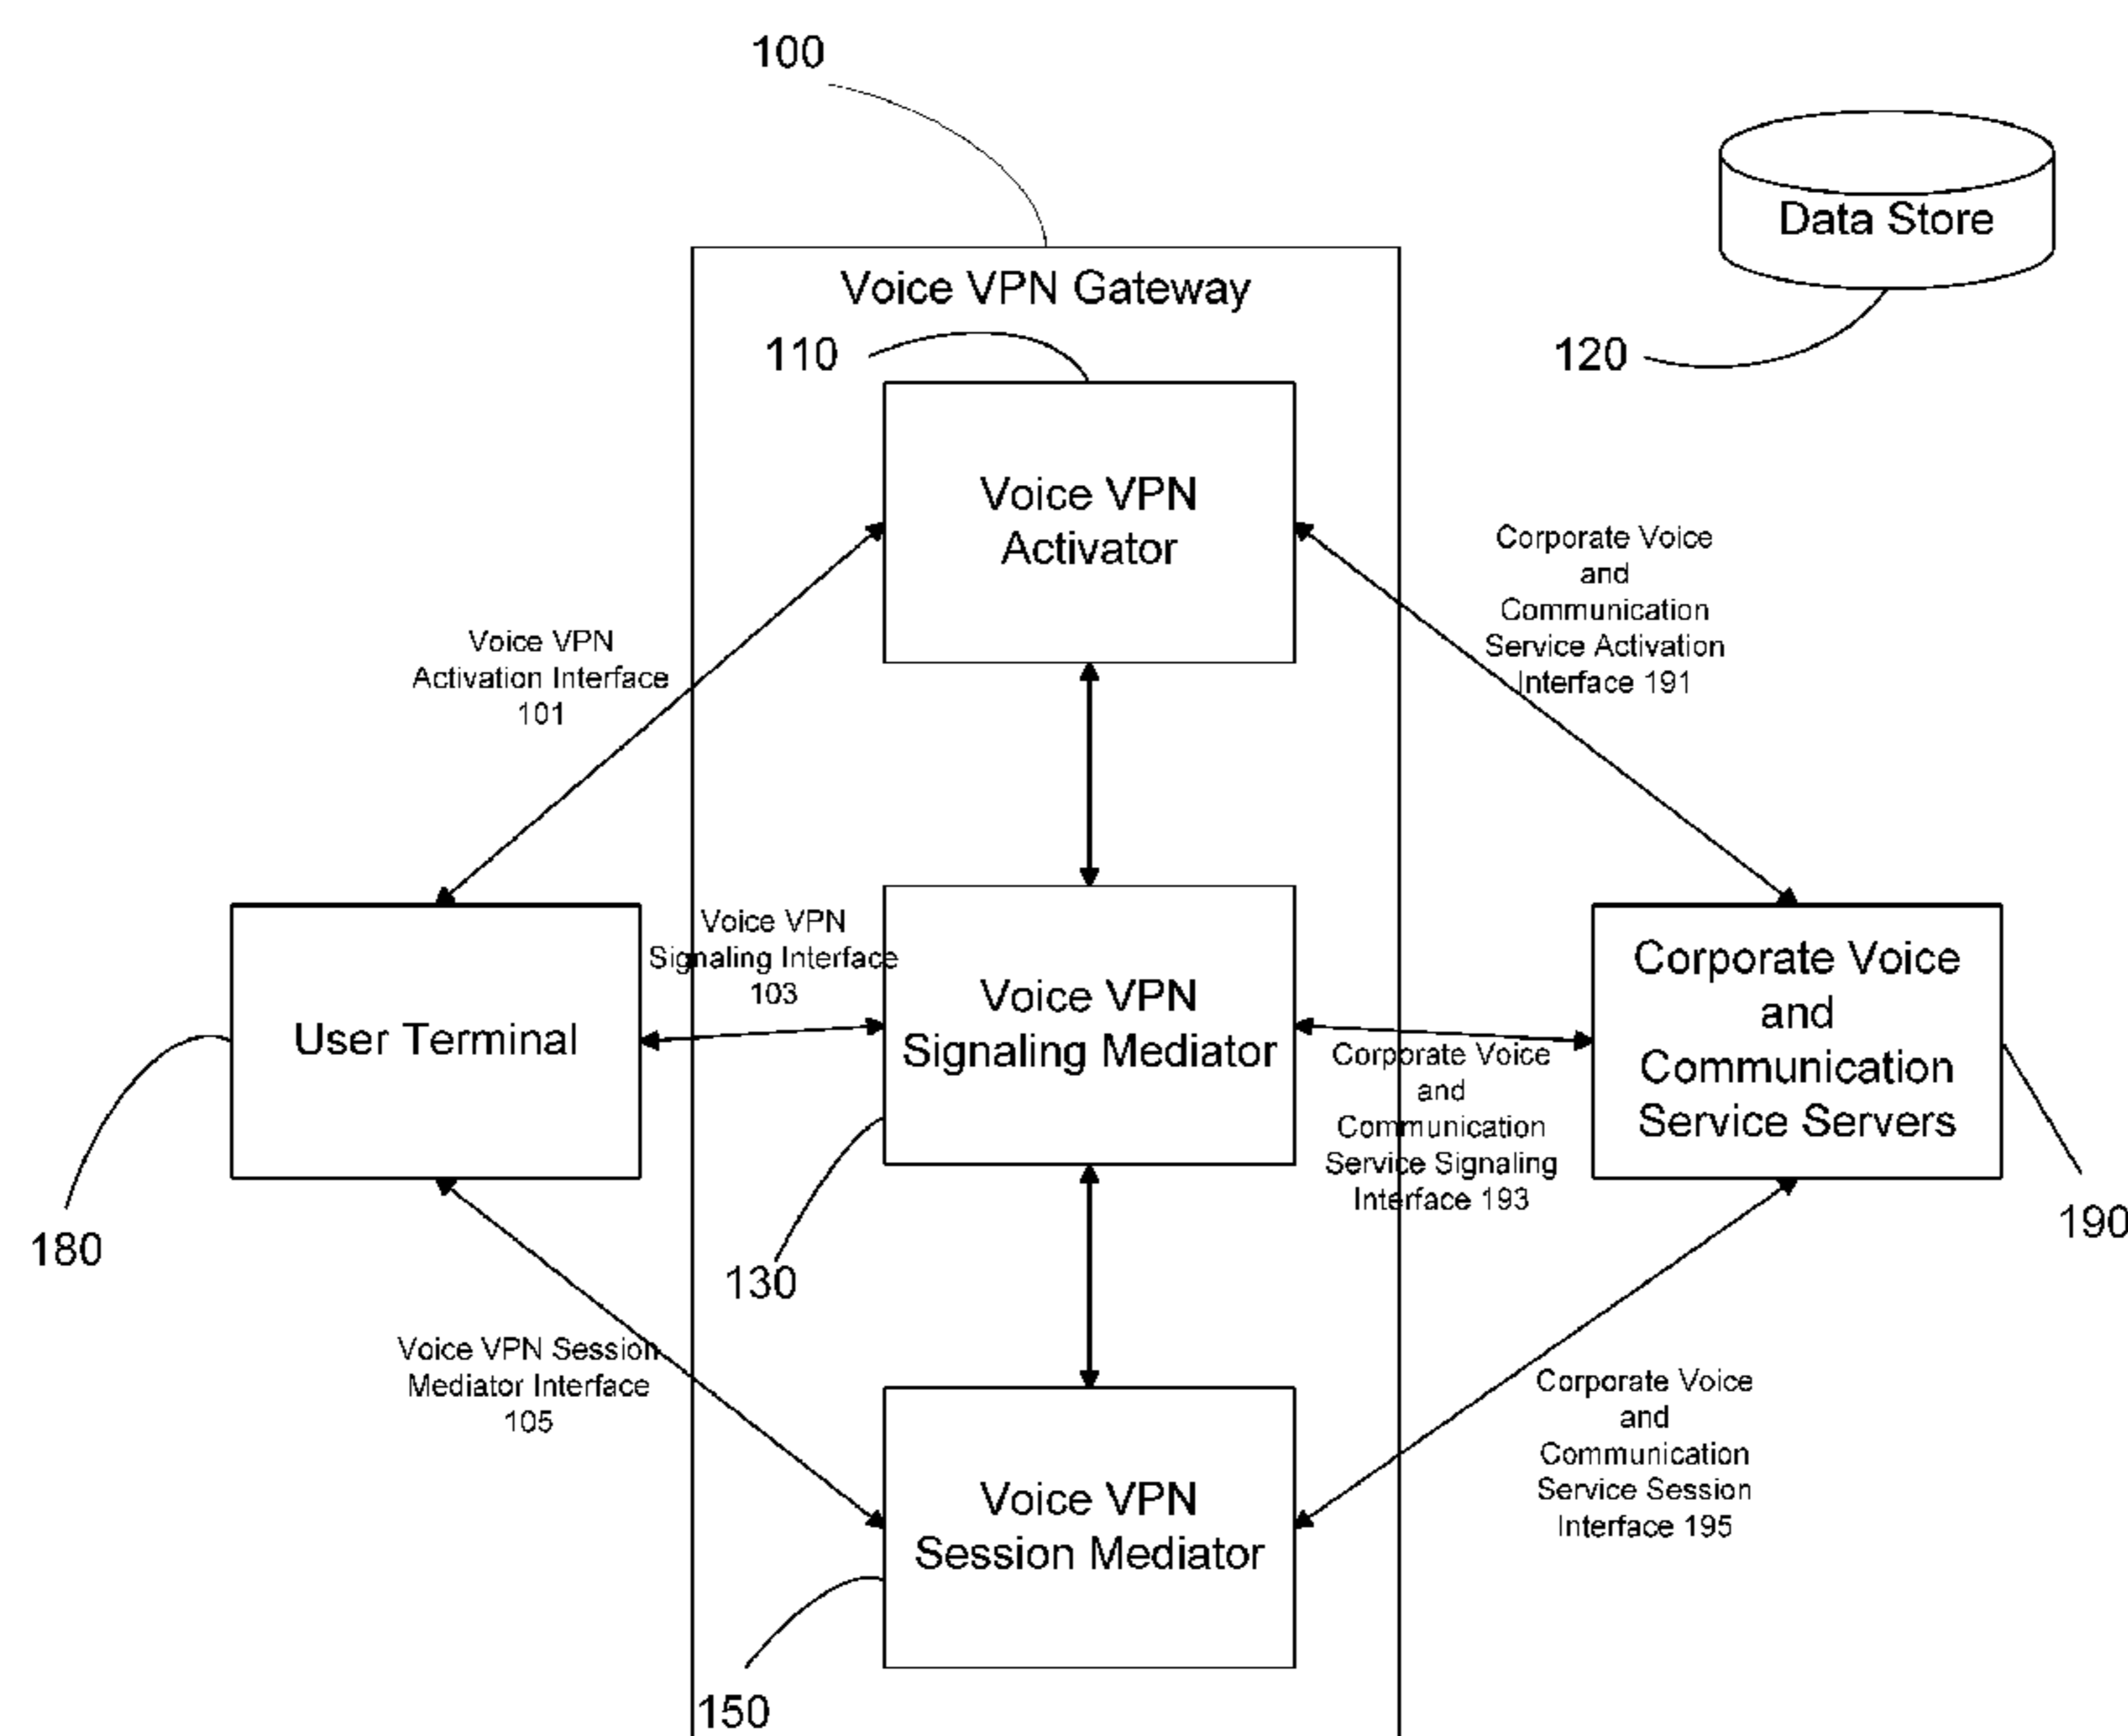 100
Data Store
Voice VPN Gateway
110
120
Voice VPN
Activator
Corporate Voice
and
Communication
Service Activation
Interface 191
Voice VPN
Activation Interface
101
Voice VPN
Signaling Interface
103
User Terminal
Voice VPN
Signaling Mediator
Corporate Voice
and
Communication
Service Servers
Corporate Voice
and
Communication
Service Signaling
Interface 193
180
130
190
Voice VPN Session
Mediator Interface
105
Corporate Voice
and
Communication
Service Session
Interface 195
Voice VPN
Session Mediator
150